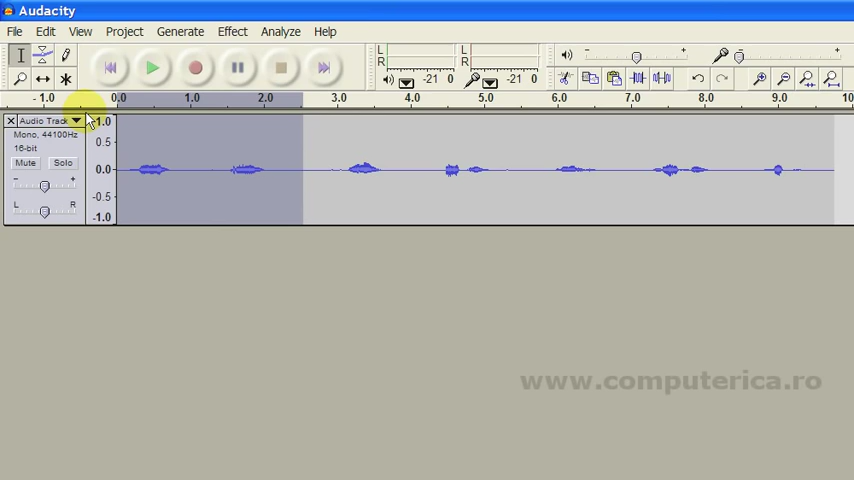 Audacity
File Edit View Project Generate Effect Analyze Help
L
R
-21 0
L
R
-21 0
- 1.0 0.0 1.0 2.0 3.0 4.0 5.0 6.0 7.0 8.0 9.0 10
Audio Track
Mono, 44100Hz
16-bit
Mute Solo
- +
L R
1.0
0.5
0.0
-0.5
-1.0
www.computerica.ro